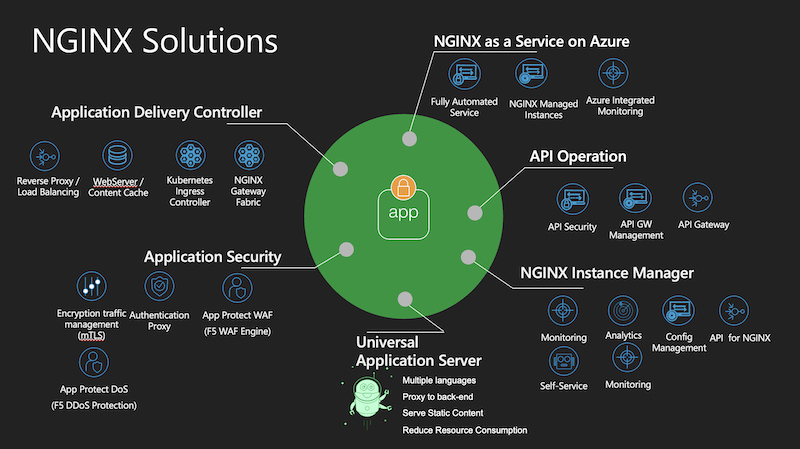 NGINX Solutions
NGINX as a Service on Azure
Fully Automated
Service
NGINX Managed
Instances
Azure Integrated
Monitoring
Application Delivery Controller
Reverse Proxy /
Load Balancing
WebServer /
Content Cache
Kubernetes
Ingress
Controller
NGINX
Gateway
Fabric
API Operation
API Security
API GW
Management
API Gateway
app
Application Security
Encryption traffic
management
(mTLS)
Authentication
Proxy
App Protect WAF
(F5 WAF Engine)
App Protect DoS
(F5 DDoS Protection)
NGINX Instance Manager
Monitoring
Analytics
Config
Management
API for NGINX
Self-Service
Monitoring
Universal
Application Server
Multiple languages
Proxy to back-end
Serve Static Content
Reduce Resource Consumption